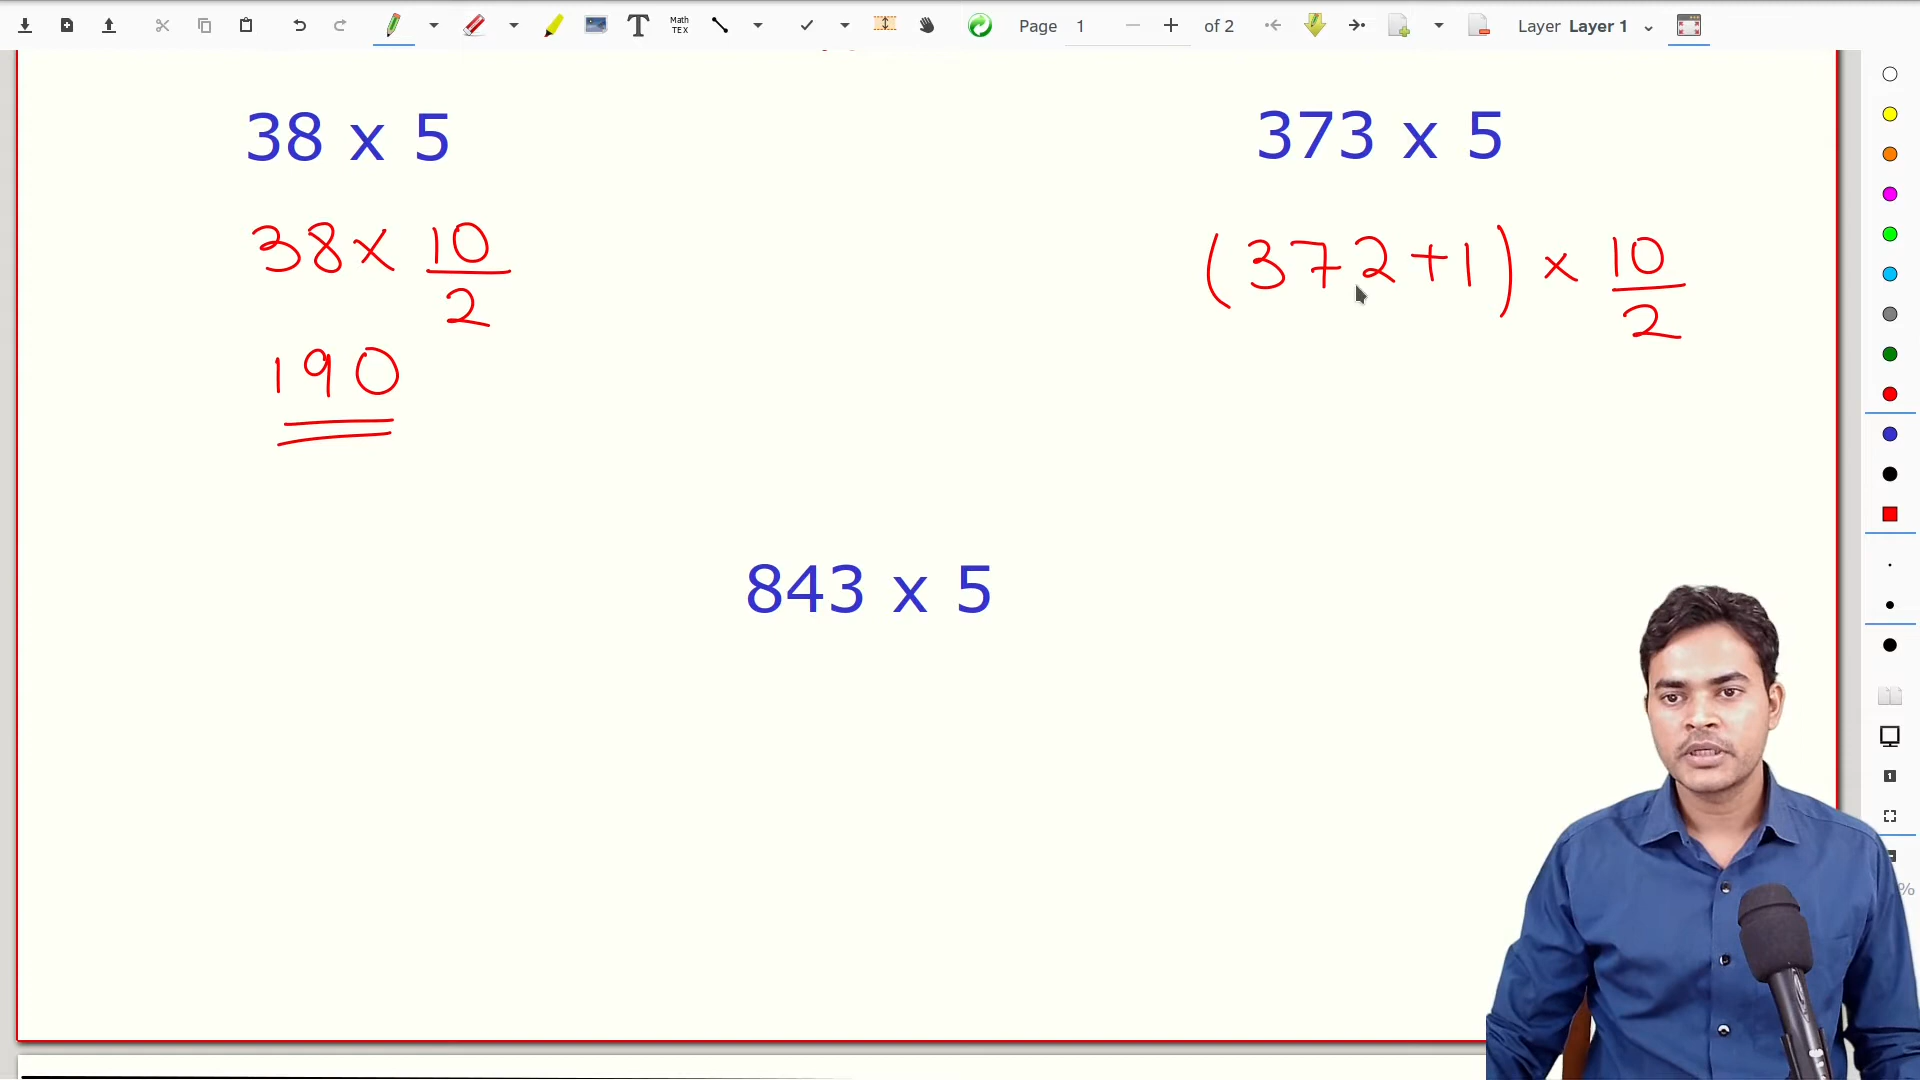 Page 1 of 2 Layer Layer 1
Math
TEX
38 x 5
38 x 10/2
190
373 x 5
(372+1) x 10/2
843 x 5
%